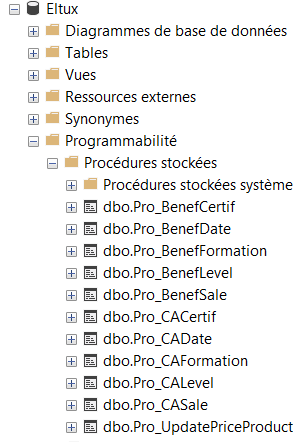 Eltux
Diagrammes de base de données
Tables
Vues
Ressources externes
Synonymes
Programmabilité
Procédures stockées
Procédures stockées système
dbo.Pro_BenefCertif
dbo.Pro_BenefDate
dbo.Pro_BenefFormation
dbo.Pro_BenefLevel
dbo.Pro_BenefSale
dbo.Pro_CACertif
dbo.Pro_CADate
dbo.Pro_CAFormation
dbo.Pro_CALevel
dbo.Pro_CASale
dbo.Pro_UpdatePriceProduct